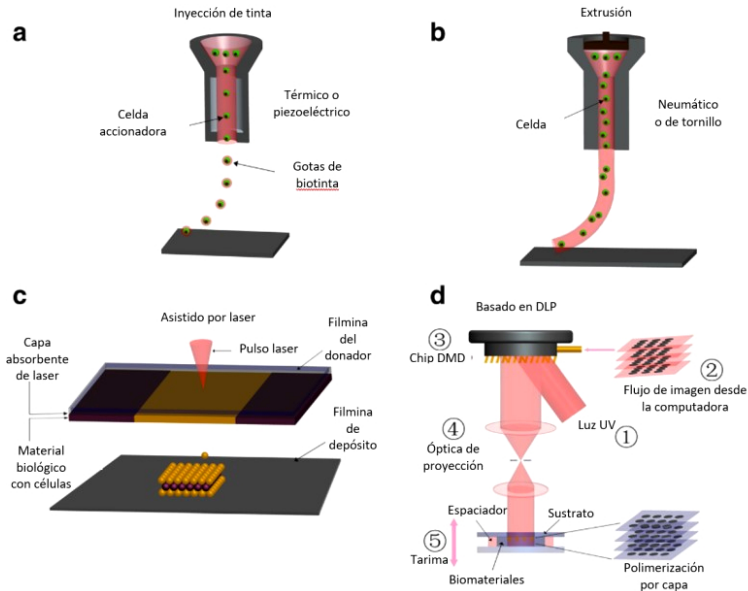 a
Inyección de tinta
Celda
accionadora
Térmico o
piezoeléctrico
Gotas de
biotinta
b
Extrusión
Celda
Neumático
o de tornillo
c
Asistido por laser
Pulso laser
Filmina del
donador
Capa
absorbente
de laser
Filmina
de
depósito
Material
biológico
con células
d
Basado en DLP
③
Chip DMD
②
Flujo de imagen desde
la computadora
Luz UV
①
④
Óptica de
proyección
Espaciador
Sustrato
⑤
Tarima
Biomateriales
Polimerización
por capa